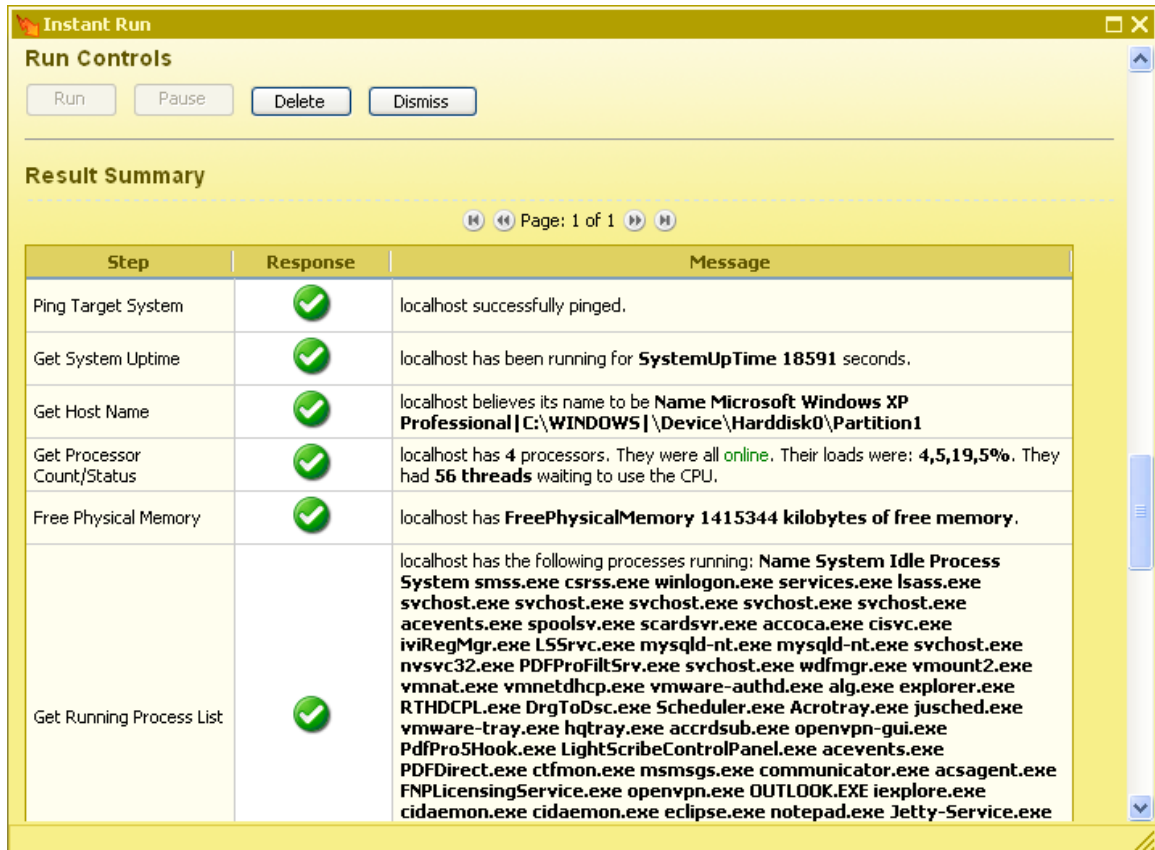 Instant Run
Run Controls
Run Pause Delete Dismiss
Result Summary
Page: 1 of 1
Step Response Message
Ping Target System localhost successfully pinged.
Get System Uptime localhost has been running for SystemUpTime 18591 seconds.
Get Host Name localhost believes its name to be Name Microsoft Windows XP
Professional|C:\WINDOWS|\Device\Harddisk0\Partition1
Get Processor
Count/Status
localhost has 4 processors. They were all online. Their loads were: 4,5,19,5%. They
had 56 threads waiting to use the CPU.
Free Physical Memory localhost has FreePhysicalMemory 1415344 kilobytes of free memory.
Get Running Process List
localhost has the following processes running: Name System Idle Process
System smss.exe csrss.exe winlogon.exe services.exe lsass.exe
svchost.exe svchost.exe svchost.exe svchost.exe svchost.exe
acevents.exe spoolsv.exe scardsvr.exe accoca.exe cisvc.exe
iviRegMgr.exe LSSrvc.exe mysqld-nt.exe mysqld-nt.exe svchost.exe
nvsvc32.exe PDFProFiltSrv.exe svchost.exe wdfmgr.exe vmount2.exe
vmnat.exe vmnetdhcp.exe vmware-authd.exe alg.exe explorer.exe
RTHDCPL.exe DrgToDsc.exe Scheduler.exe Acrotray.exe jusched.exe
vmware-tray.exe hqtray.exe accrdsub.exe openvpn-gui.exe
PdfPro5Hook.exe LightScribeControlPanel.exe acevents.exe
PDFDirect.exe ctfmon.exe msmsgs.exe communicator.exe acsagent.exe
FNPLicensingService.exe openvpn.exe OUTLOOK.EXE iexplore.exe
cidaemon.exe cidaemon.exe eclipse.exe notepad.exe Jetty-Service.exe